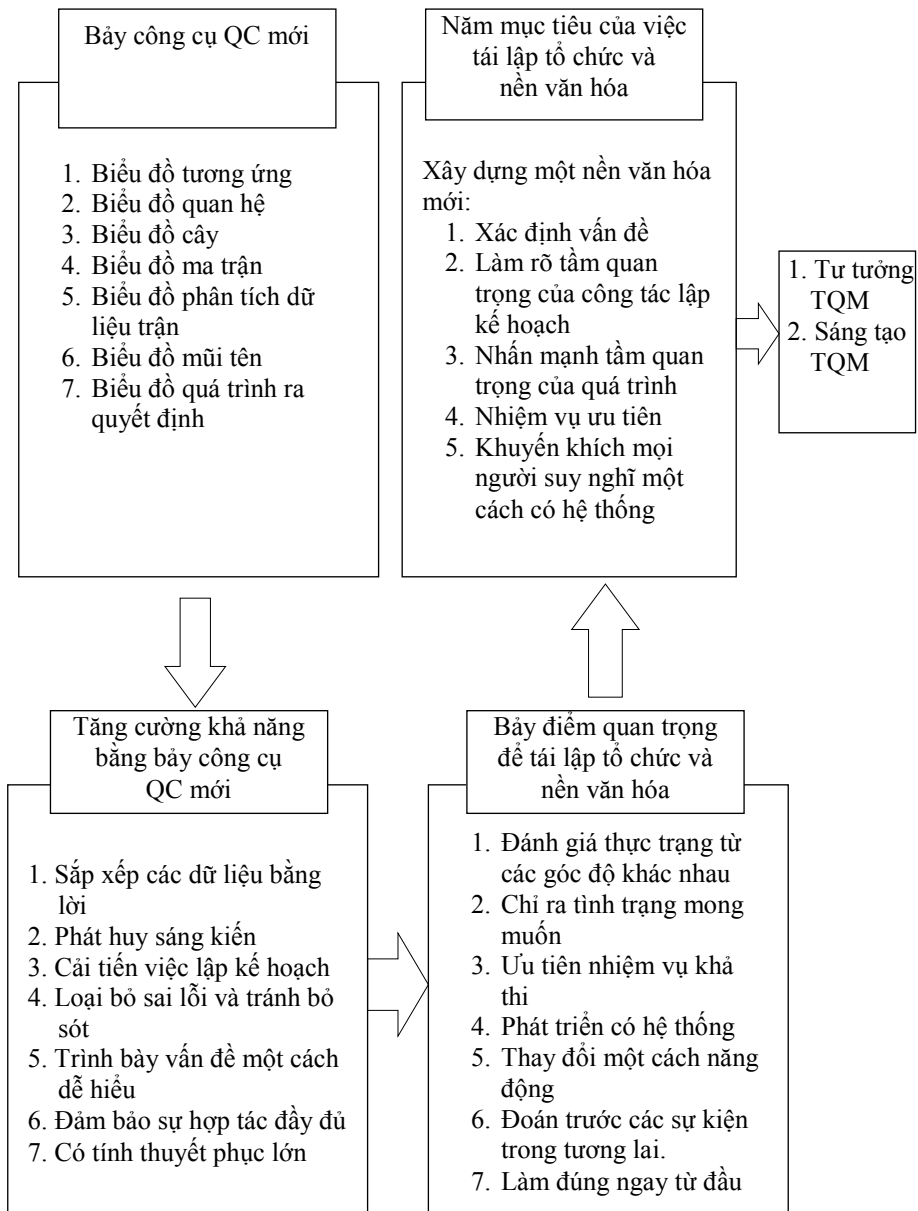 Bảy công cụ QC mới
1. Biểu đồ tương ứng
2. Biểu đồ quan hệ
3. Biểu đồ cây
4. Biểu đồ ma trận
5. Biểu đồ phân tích dữ
liệu trận
6. Biểu đồ mũi tên
7. Biểu đồ quá trình ra
quyết định
Tăng cường khả năng
bằng bảy công cụ
QC mới
1. Sắp xếp các dữ liệu bằng
lời
2. Phát huy sáng kiến
3. Cải tiến việc lập kế hoạch
4. Loại bỏ sai lỗi và tránh bỏ
sót
5. Trình bày vấn đề một cách
dễ hiểu
6. Đảm bảo sự hợp tác đầy đủ
7. Có tính thuyết phục lớn
Bảy điểm quan trọng
để tái lập tổ chức và
nền văn hóa
1. Đánh giá thực trạng từ
các góc độ khác nhau
2. Chỉ ra tình trạng mong
muốn
3. Ưu tiên nhiệm vụ khả
thi
4. Phát triển có hệ thống
5. Thay đổi một cách năng
động
6. Đoán trước các sự kiện
trong tương lai.
7. Làm đúng ngay từ đầu
Năm mục tiêu của việc
tái lập tổ chức và
nền văn hóa
Xây dựng một nền văn hóa
mới:
1. Xác định vấn đề
2. Làm rõ tầm quan
trọng của công tác lập
kế hoạch
3. Nhấn mạnh tầm quan
trọng của quá trình
4. Nhiệm vụ ưu tiên
5. Khuyến khích mọi
người suy nghĩ một
cách có hệ thống
1. Tư tưởng
TQM
2. Sáng tạo
TQM